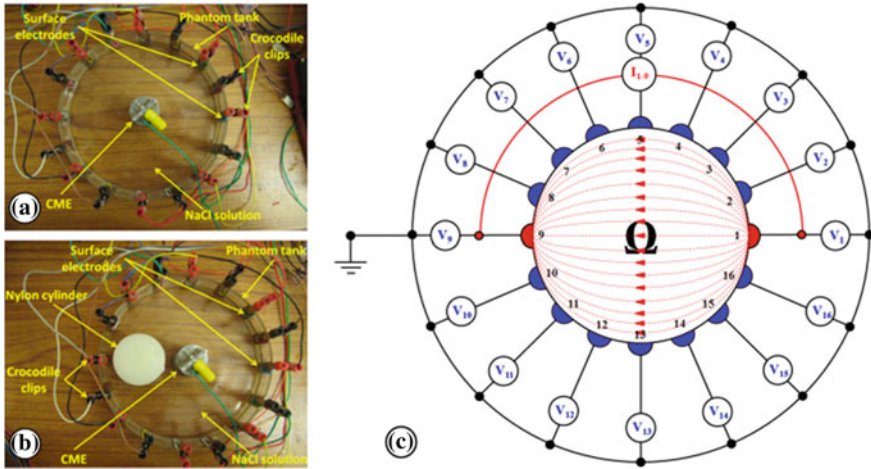 Surface
electrodes
Phantom tank
Crocodile
clips
CME
NaCl solution
(a)
Surface
electrodes
Phantom tank
Nylon cylinder
Crocodile
clips
CME
NaCl solution
(b)
V5
V4
V3
V2
V1
V16
V15
V14
V13
V12
V11
V10
V9
V8
V7
V6
I1-9
1
2
3
4
5
6
7
8
9
10
11
12
13
14
15
16
Ω
(c)